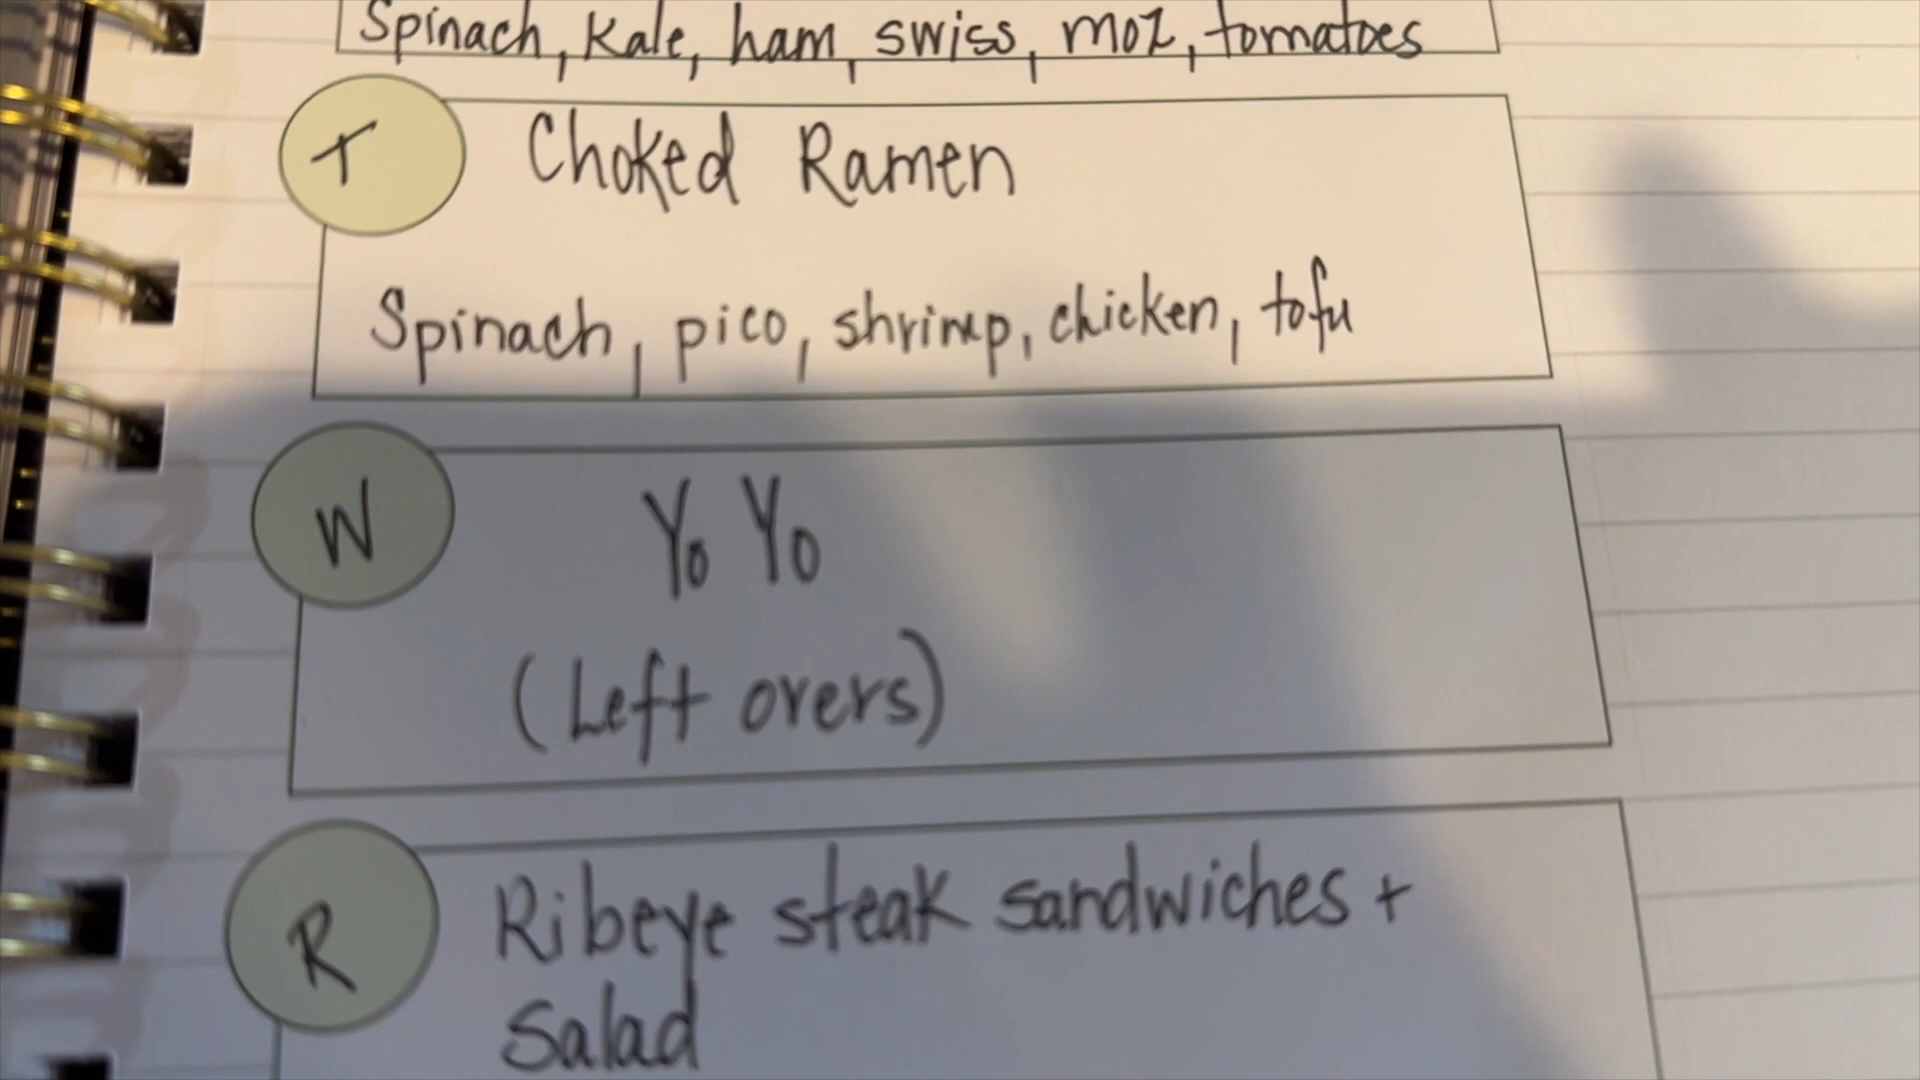 Spinach, Kale, ham, swiss, moz, tomatoes
T
Choked Ramen
Spinach, pico, shrimp, chicken, tofu
W
Yo Yo
(Left overs)
R
Ribeye steak sandwiches +
Salad